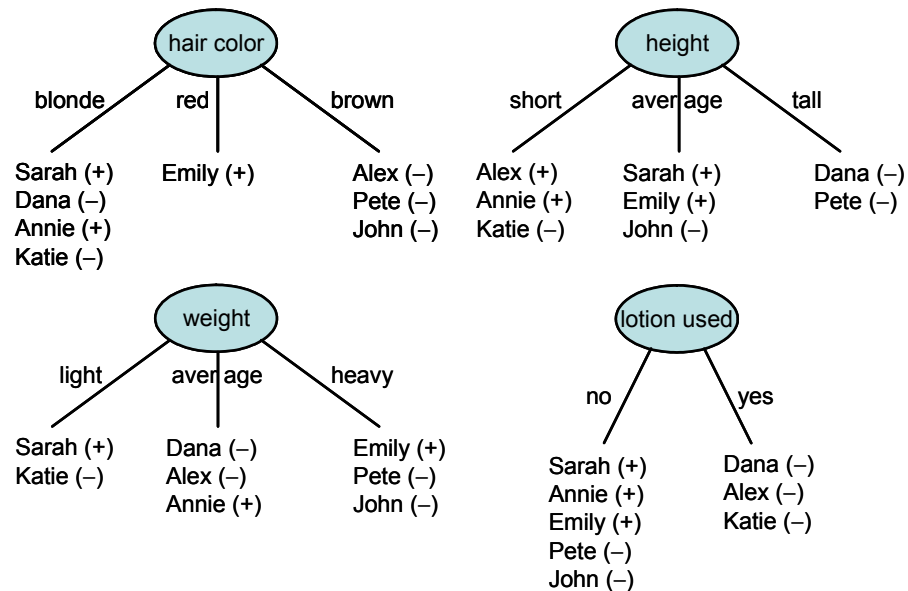 hair color
blonde
red
brown
Sarah (+)
Dana (–)
Annie (+)
Katie (–)
Emily (+)
Alex (–)
Pete (–)
John (–)
height
short
average
tall
Alex (+)
Annie (+)
Katie (–)
Sarah (+)
Emily (+)
John (–)
Dana (–)
Pete (–)
weight
light
average
heavy
Sarah (+)
Katie (–)
Dana (–)
Alex (–)
Annie (+)
Emily (+)
Pete (–)
John (–)
lotion used
no
yes
Sarah (+)
Annie (+)
Emily (+)
Pete (–)
John (–)
Dana (–)
Alex (–)
Katie (–)